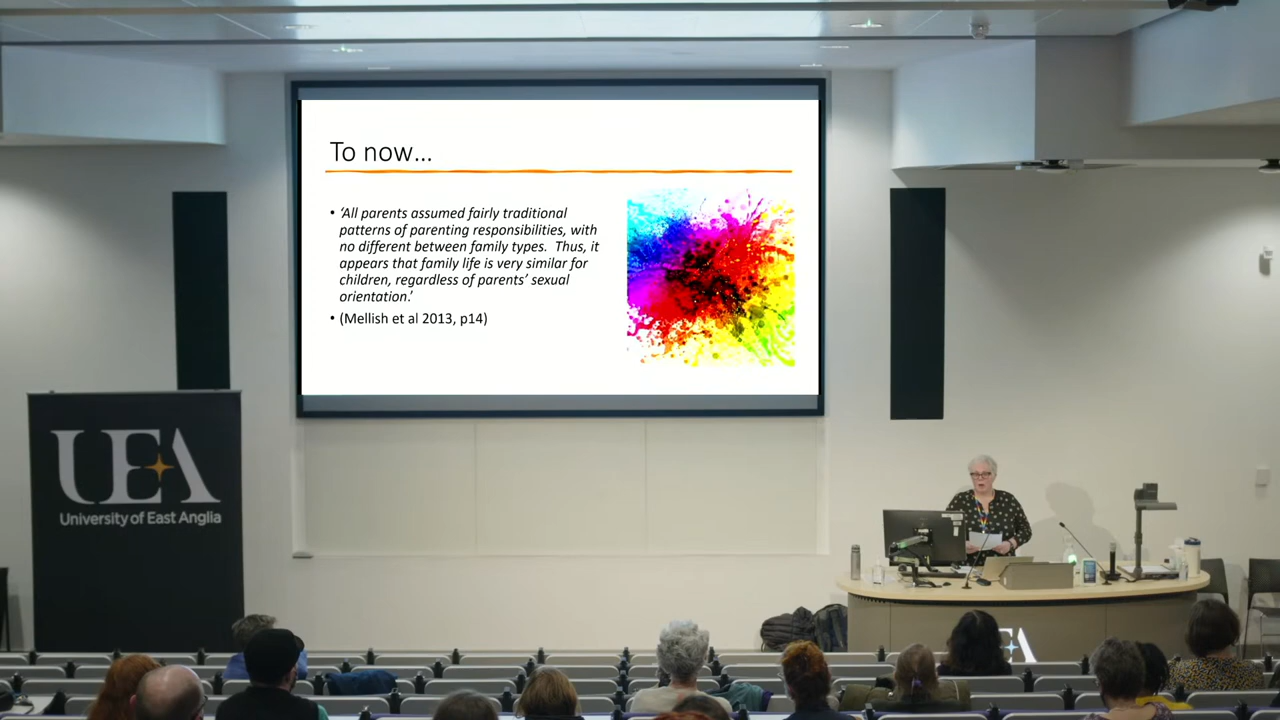 To now...
• ‘All parents assumed fairly traditional
patterns of parenting responsibilities, with
no different between family types. Thus, it
appears that family life is very similar for
children, regardless of parents’ sexual
orientation.’
• (Mellish et al 2013, p14)
UEA
University of East Anglia